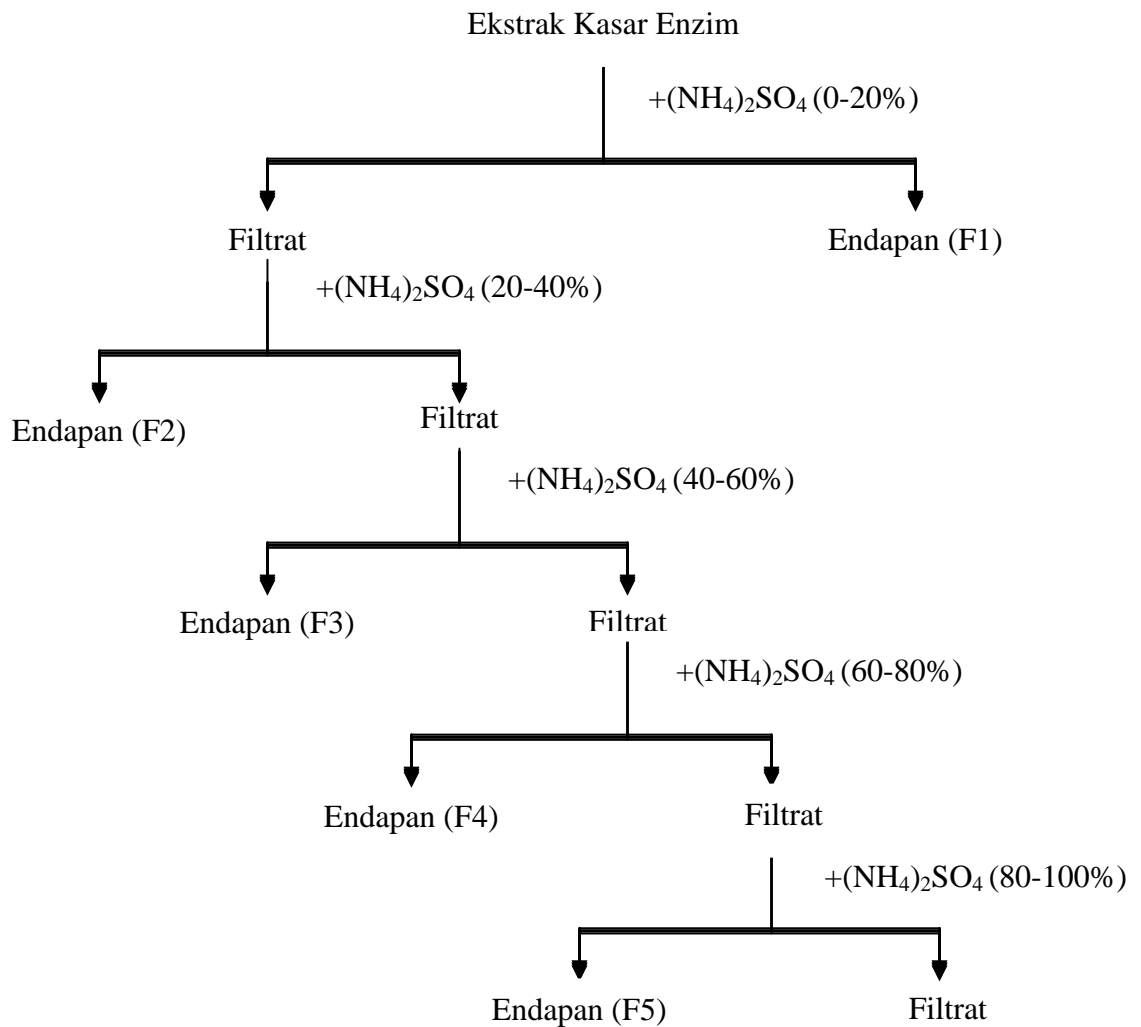 Ekstrak Kasar Enzim
+(NH₄)₂SO₄ (0-20%)
Filtrat
Endapan (F1)
+(NH₄)₂SO₄ (20-40%)
Endapan (F2)
Filtrat
+(NH₄)₂SO₄ (40-60%)
Endapan (F3)
Filtrat
+(NH₄)₂SO₄ (60-80%)
Endapan (F4)
Filtrat
+(NH₄)₂SO₄ (80-100%)
Endapan (F5)
Filtrat